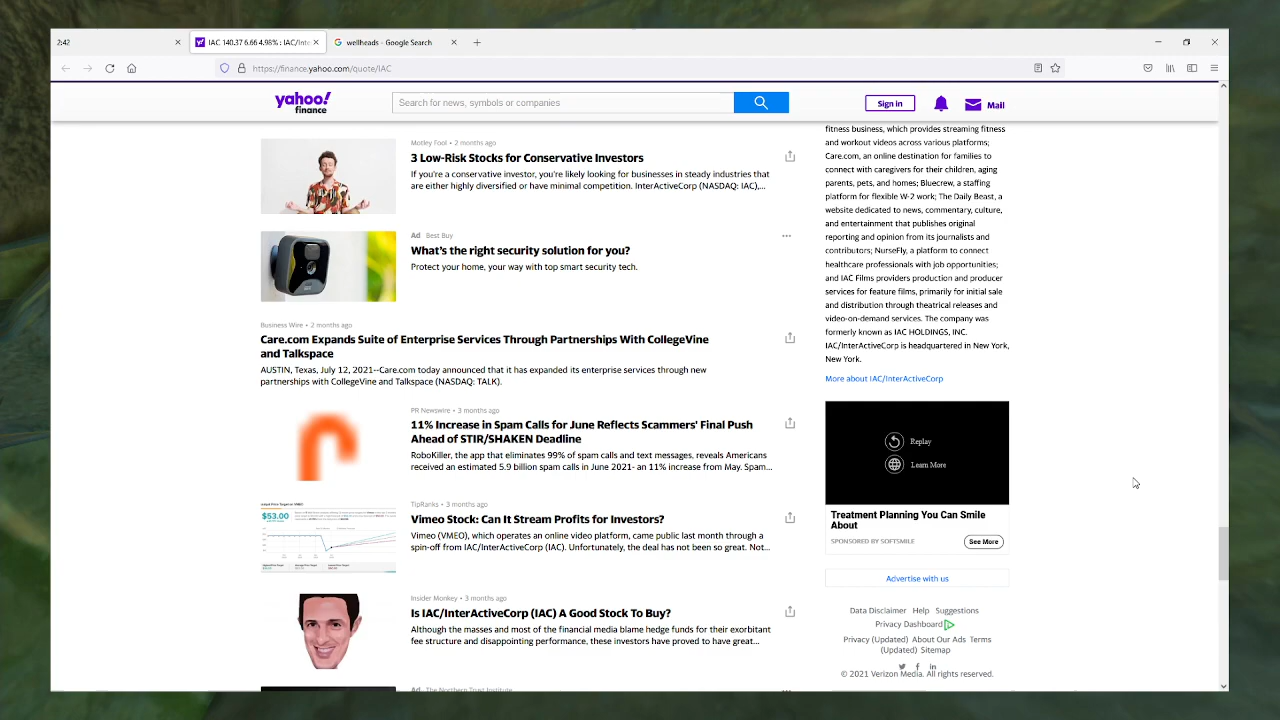 2:42
IAC 140.37 6.66 4.98% : IAC/Inte
wellheads - Google Search
https://finance.yahoo.com/quote/IAC
yahoo!
finance
Search for news, symbols or companies
Sign in
Mail
Motley Fool • 2 months ago
3 Low-Risk Stocks for Conservative Investors
If you're a conservative investor, you're likely looking for businesses in steady industries that
are either highly diversified or have minimal competition. InterActiveCorp (NASDAQ: IAC),...
Ad Best Buy
What's the right security solution for you?
Protect your home, your way with top smart security tech.
Business Wire • 2 months ago
Care.com Expands Suite of Enterprise Services Through Partnerships With CollegeVine
and Talkspace
AUSTIN, Texas, July 12, 2021--Care.com today announced that it has expanded its enterprise services through new
partnerships with CollegeVine and Talkspace (NASDAQ: TALK).
PR Newswire • 3 months ago
11% Increase in Spam Calls for June Reflects Scammers' Final Push
Ahead of STIR/SHAKEN Deadline
RoboKiller, the app that eliminates 99% of spam calls and text messages, reveals Americans
received an estimated 5.9 billion spam calls in June 2021- an 11% increase from May. Spam...
$53.00
TipRanks • 3 months ago
Vimeo Stock: Can It Stream Profits for Investors?
Vimeo (VMEO), which operates an online video platform, came public last month through a
spin-off from IAC/InterActiveCorp (IAC). Unfortunately, the deal has not been so great. Not...
Insider Monkey • 3 months ago
Is IAC/InterActiveCorp (IAC) A Good Stock To Buy?
Although the masses and most of the financial media blame hedge funds for their exorbitant
fee structure and disappointing performance, these investors have proved to have great...
Ad The Northern Trust Institute
fitness business, which provides streaming fitness
and workout videos across various platforms;
Care.com, an online destination for families to
connect with caregivers for their children, aging
parents, pets, and homes; Bluecrew, a staffing
platform for flexible W-2 work; The Daily Beast, a
website dedicated to news, commentary, culture,
and entertainment that publishes original
reporting and opinion from its journalists and
contributors; NurseFly, a platform to connect
healthcare professionals with job opportunities;
and IAC Films providers production and producer
services for feature films, primarily for initial sale
and distribution through theatrical releases and
video-on-demand services. The company was
formerly known as IAC HOLDINGS, INC.
IAC/InterActiveCorp is headquartered in New York,
New York.
More about IAC/InterActiveCorp
Replay
Learn More
Treatment Planning You Can Smile
About
SPONSORED BY SOFTSMILE
See More
Advertise with us
Data Disclaimer Help Suggestions
Privacy Dashboard
Privacy (Updated) About Our Ads Terms
(Updated) Sitemap
© 2021 Verizon Media. All rights reserved.